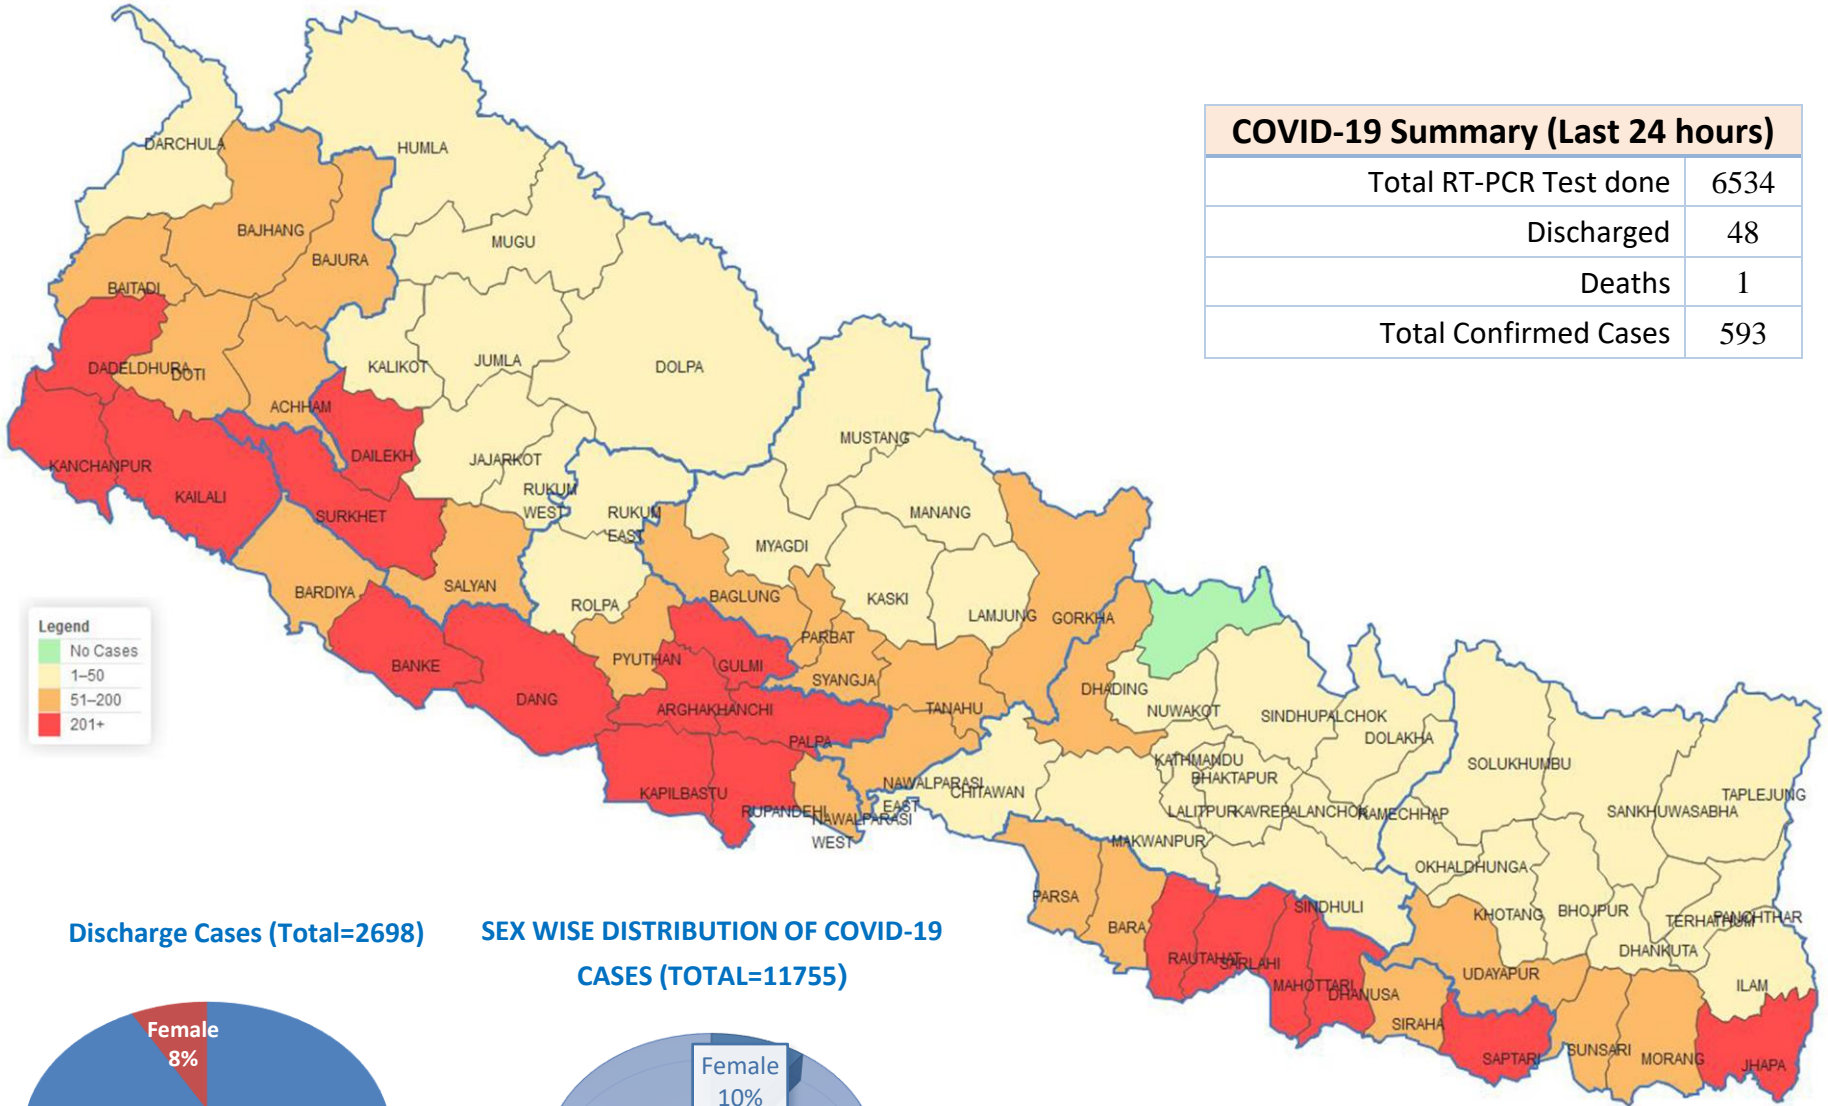 COVID-19 Summary (Last 24 hours)
Total RT-PCR Test done 6534
Discharged 48
Deaths 1
Total Confirmed Cases 593
DARCHULA
HUMLA
BAJHANG
MUGU
BAJURA
BAITADI
DADELDHURA
DOTI
KALIKOT
JUMLA
DOLPA
ACHHAM
MUSTANG
KANCHANPUR
DAILEKH
JAJARKOT
KAILALI
RUKUM
WEST
SURKHET
RUKUM
EAST
MANANG
MYAGDI
BARDIYA
SALYAN
ROLPA
BAGLUNG
KASKI
LAMJUNG
GORKHA
PARBAT
BANKE
PYUTHAN
GULMI
SYANGJA
DANG
ARGHAKHANCHI
TANAHU
DHADING
NUWAKOT
SINDHUPALCHOK
DOLAKHA
PALPA
KATHMANDU
BHAKTAPUR
SOLUKHUMBU
KAPILBASTU
RUPANDEHI
NAWALPARASI
EAST
CHITAWAN
NAWALPARASI
WEST
LALITPUR
KAVREPALANCHOK
RAMECHHAP
SANKHUWASABHA
TAPLEJUNG
MAKWANPUR
OKHALDHUNGA
PARSA
BARA
SINDHULI
KHOTANG
BHOJPUR
TERHATHUM
PANCHTHAR
DHANKUTA
RAUTAHAT
SARLAHI
MAHOTTARI
DHANUSA
UDAYAPUR
ILAM
SIRAHA
SAPTARI
SUNSARI
MORANG
JHAPA
Legend
No Cases
1–50
51–200
201+
Discharge Cases (Total=2698)
Female
8%
SEX WISE DISTRIBUTION OF COVID-19
CASES (TOTAL=11755)
Female
10%